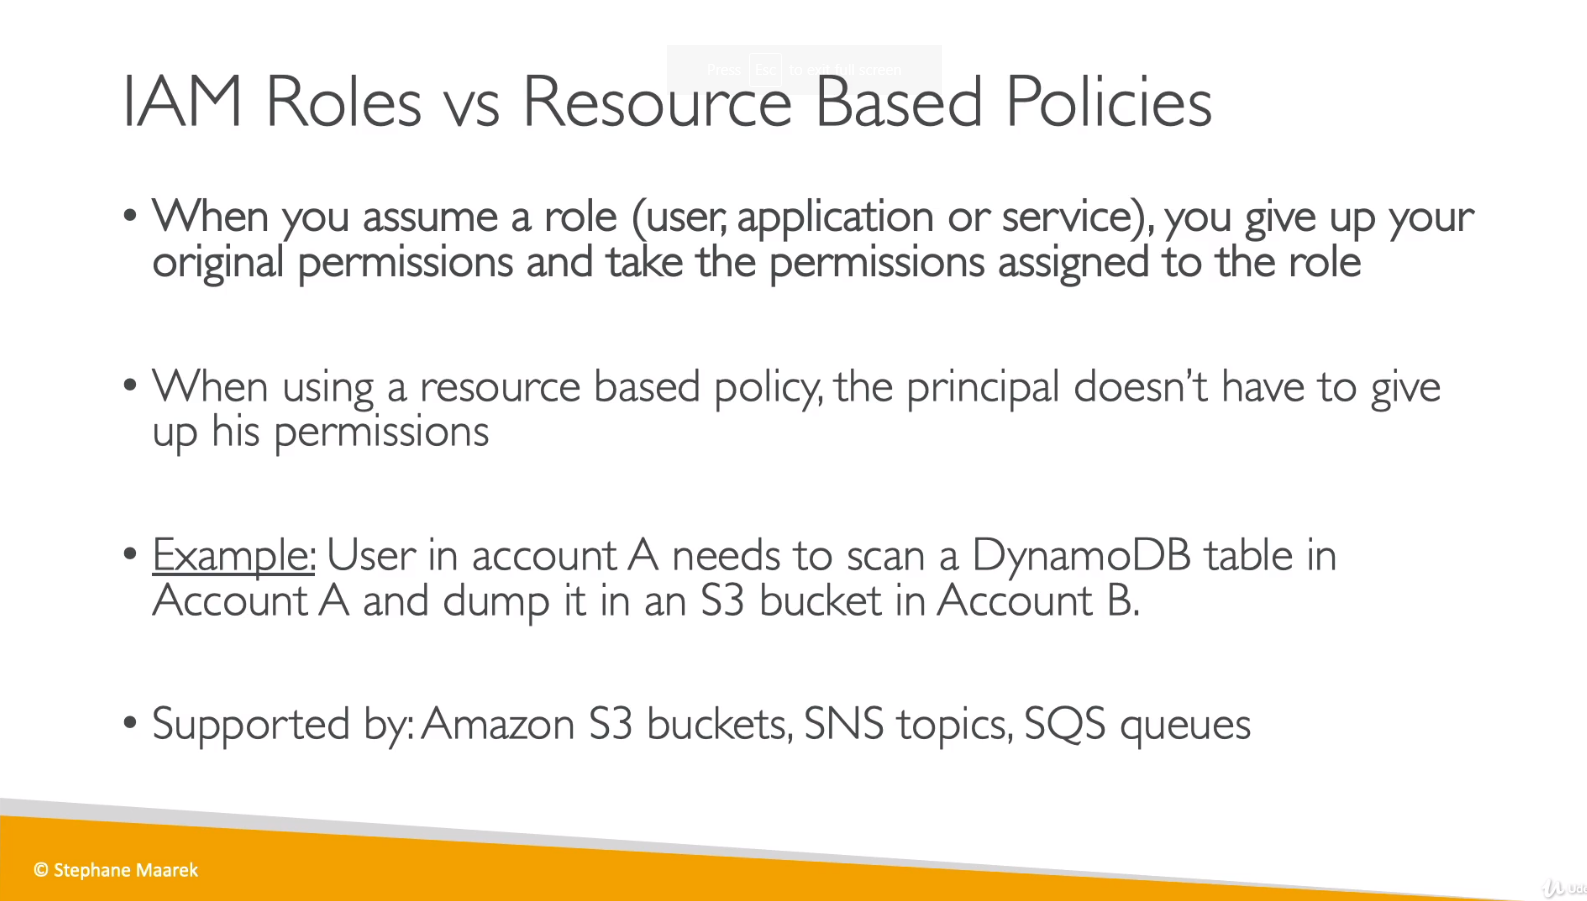 Press Esc to exit full screen
IAM Roles vs Resource Based Policies
• When you assume a role (user, application or service), you give up your
original permissions and take the permissions assigned to the role
• When using a resource based policy, the principal doesn't have to give
up his permissions
• Example: User in account A needs to scan a DynamoDB table in
Account A and dump it in an S3 bucket in Account B.
• Supported by: Amazon S3 buckets, SNS topics, SQS queues
© Stephane Maarek